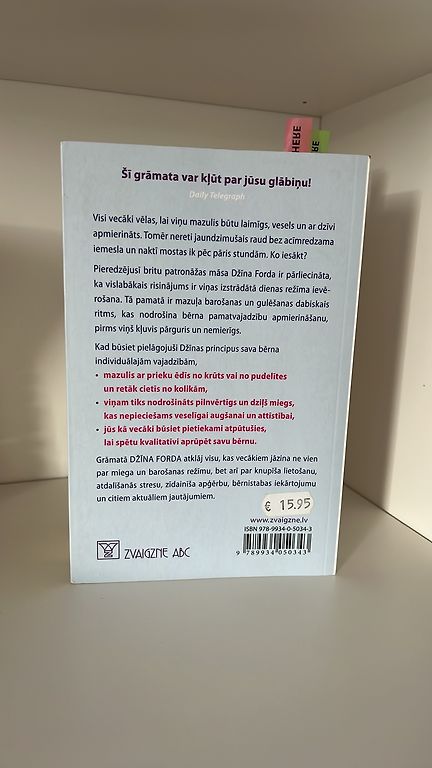 HERE
RE
Šī grāmata var kļūt par jūsu glābiņu!
Daily Telegraph
Visi vecāki vēlas, lai viņu mazulis būtu laimīgs, vesels un ar dzīvi
apmierināts. Tomēr nereti jaundzimušais raud bez acīmredzama
iemesla un naktī mostas ik pēc pāris stundām. Ko iesākt?
Pieredzējusī britu patronāžas māsa Džīna Forda ir pārliecināta,
ka vislabākais risinājums ir viņas izstrādātā dienas režīma ievē-
rošana. Tā pamatā ir mazuļa barošanas un gulēšanas dabiskais
ritms, kas nodrošina bērna pamatvajadzību apmierināšanu,
pirms viņš kļuvis pārguris un nemierīgs.
Kad būsiet pielāgojuši Džīnas principus sava bērna
individuālajām vajadzībām,
• mazulis ar prieku ēdīs no krūts vai no pudelītes
un retāk cietīs no kolikām,
• viņam tiks nodrošināts pilnvērtīgs un dziļš miegs,
kas nepieciešams veselīgai augšanai un attīstībai,
• jūs kā vecāki būsiet pietiekami atpūtušies,
lai spētu kvalitatīvi aprūpēt savu bērnu.
Grāmatā DŽĪNA FORDA atklāj visu, kas vecākiem jāzina ne vien
par miega un barošanas režīmu, bet arī par knupīša lietošanu,
atdalīšanās stresu, zīdainīša apģērbu, bērnistabas iekārtojumu
un citiem aktuāliem jautājumiem.
€ 15.95
www.zvaigzne.lv
ISBN 978-9934-0-5034-3
ZVAIGZNE ABC
9 789934 050343